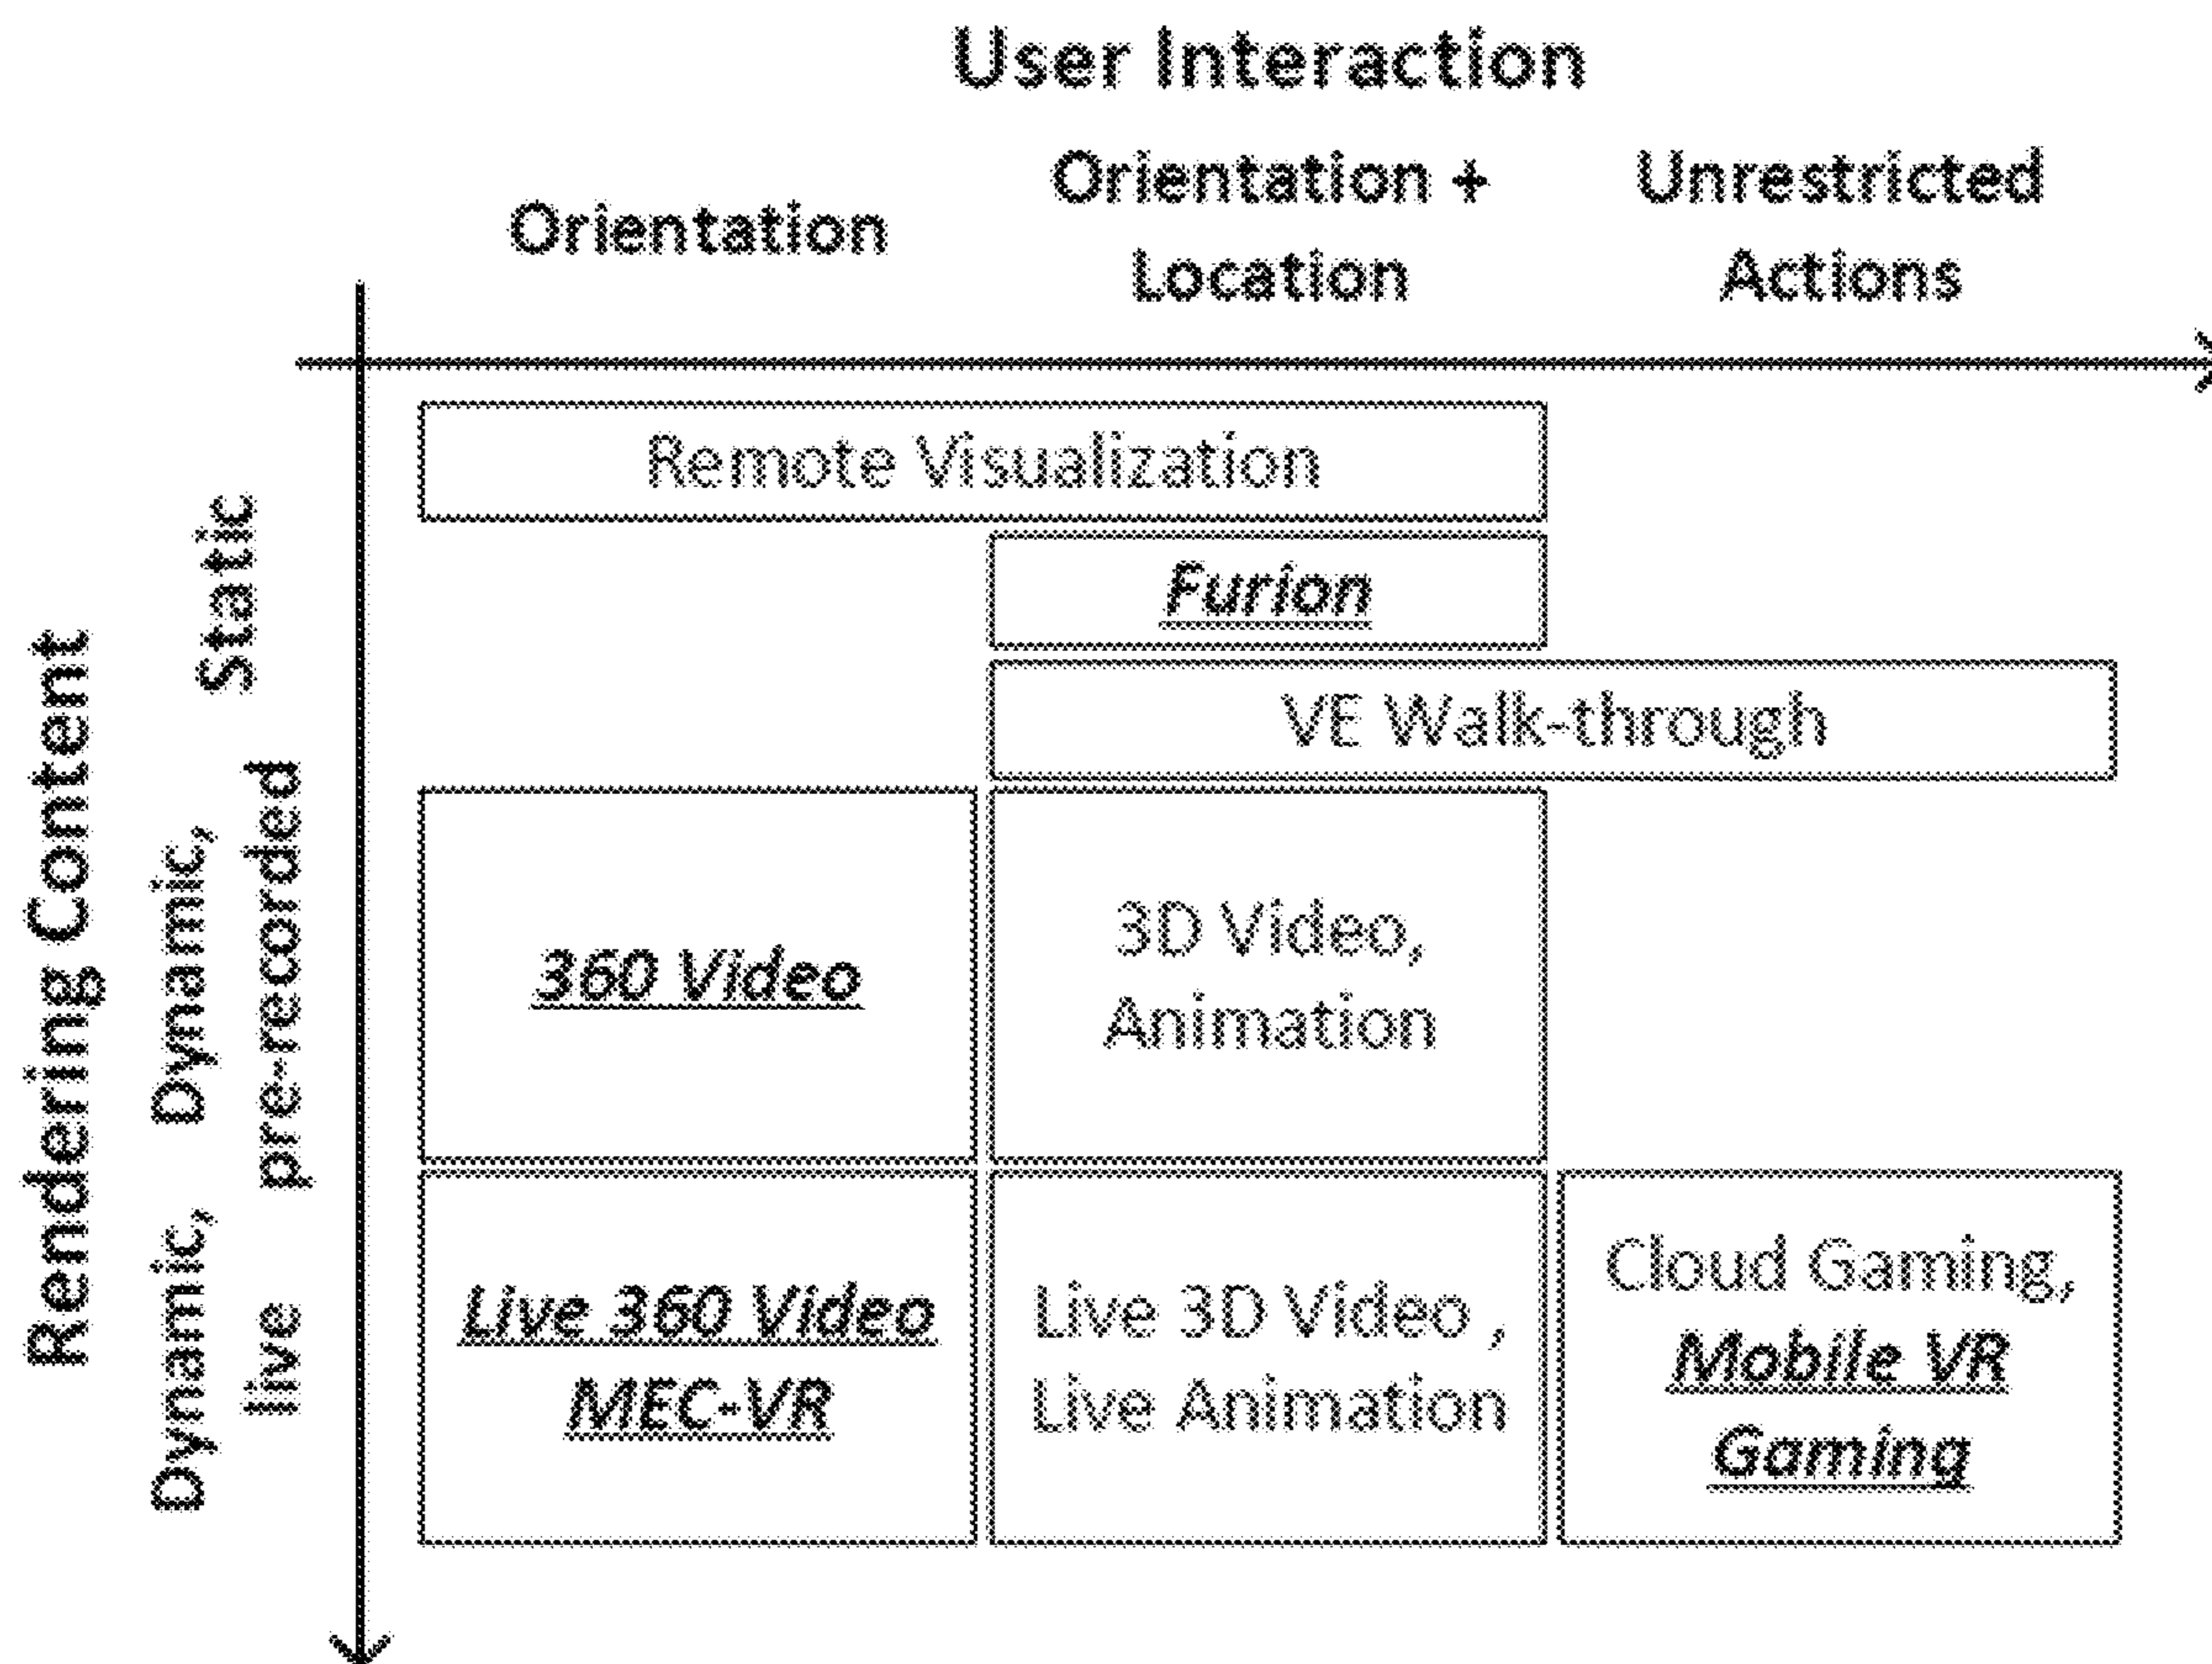 User Interaction
Orientation
Orientation +
Location
Unrestricted
Actions
Rendering Content
Static
Dynamic,
pre-recorded
Dynamic,
live
Remote Visualization
Furion
VE Walk-through
360 Video
3D Video,
Animation
Live 360 Video
MEC-VR
Live 3D Video ,
Live Animation
Cloud Gaming,
Mobile VR
Gaming